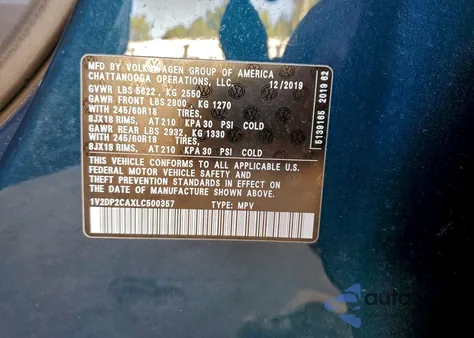 MFD BY VOLKSWAGEN GROUP OF AMERICA
CHATTANOOGA OPERATIONS, LLC. 12/2019
GVWR LBS 5622 , KG 2550
GAWR FRONT LBS 2800 , KG 1270
WITH 245/60R18 TIRES,
8JX18 RIMS, AT 210 KPA 30 PSI COLD
GAWR REAR LBS 2932, KG 1330
WITH 245/60R18 TIRES,
8JX18 RIMS, AT 210 KPA 30 PSI COLD
THIS VEHICLE CONFORMS TO ALL APPLICABLE U.S.
FEDERAL MOTOR VEHICLE SAFETY AND
THEFT PREVENTION STANDARDS IN EFFECT ON
THE DATE OF MANUFACTURE SHOWN ABOVE.
1V2DP2CAXLC500357 TYPE: MPV
5139165 2019 62